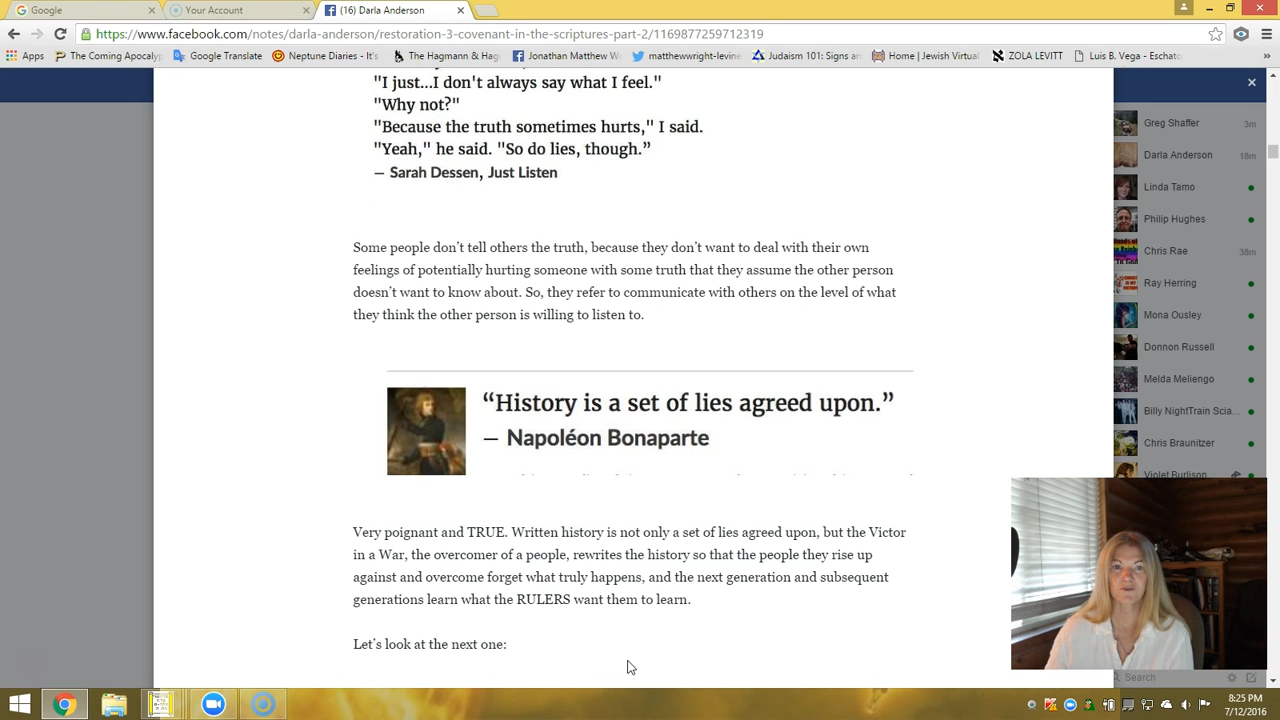 Google
Your Account
(16) Darla Anderson
https://www.facebook.com/notes/darla-anderson/restoration-3-covenant-in-the-scriptures-part-2/1169877259712319
Apps
The Coming Apocalyp
Google Translate
Neptune Diaries : Ho
The Hagmann & Hag
Jonathan Matthew W
matthewwright-levine
Judaism 101: Signs an
Home | Jewish Virtual
ZOLA LEVITT
Luis B. Vega - Eschato
"I just...I don't always say what I feel."
"Why not?"
"Because the truth sometimes hurts," I said.
"Yeah," he said. "So do lies, though.”
― Sarah Dessen, Just Listen
Some people don’t tell others the truth, because they don’t want to deal with their own
feelings of potentially hurting someone with some truth that they assume the other person
doesn’t want to know about. So, they refer to communicate with others on the level of what
they think the other person is willing to listen to.
“History is a set of lies agreed upon.”
― Napoléon Bonaparte
Very poignant and TRUE. Written history is not only a set of lies agreed upon, but the Victor
in a War, the overcomer of a people, rewrites the history so that the people they rise up
against and overcome forget what truly happens, and the next generation and subsequent
generations learn what the RULERS want them to learn.
Let’s look at the next one:
Greg Shaffer 3m
Darla Anderson 18m
Linda Tamo
Philip Hughes
Chris Rae 38m
Ray Herring
Mona Ousley
Donnon Russell
Melda Meliengo
Billy NightTrain Scia...
Chris Braunitzer
Violet Burlison
Search
8:25 PM
7/12/2016